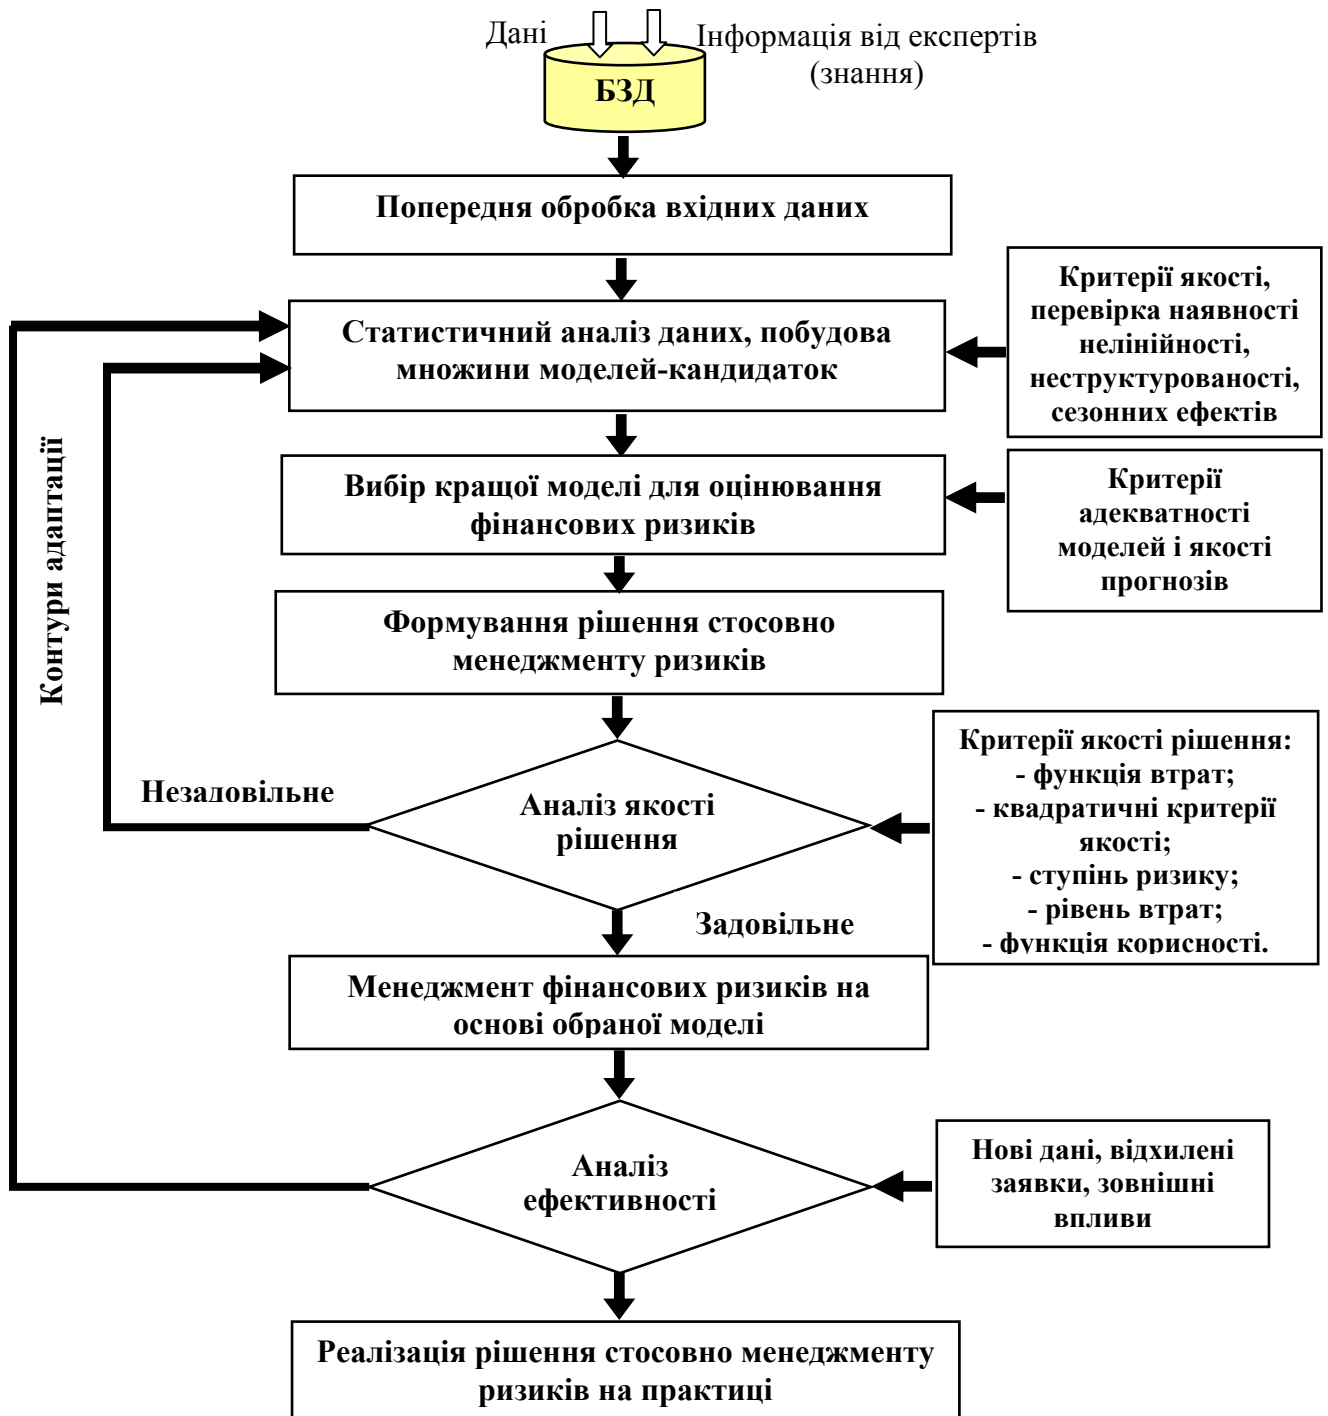 Дані
Інформація від експертів
(знання)
БЗД
Попередня обробка вхідних даних
Статистичний аналіз даних, побудова
множини моделей-кандидаток
Критерії якості,
перевірка наявності
нелінійності,
неструктурованості,
сезонних ефектів
Вибір кращої моделі для оцінювання
фінансових ризиків
Критерії
адекватності
моделей і якості
прогнозів
Контури адаптації
Формування рішення стосовно
менеджменту ризиків
Незадовільне
Аналіз якості
рішення
Критерії якості рішення:
- функція втрат;
- квадратичні критерії
якості;
- ступінь ризику;
- рівень втрат;
- функція корисності.
Задовільне
Менеджмент фінансових ризиків на
основі обраної моделі
Аналіз
ефективності
Нові дані, відхилені
заявки, зовнішні
впливи
Реалізація рішення стосовно менеджменту
ризиків на практиці